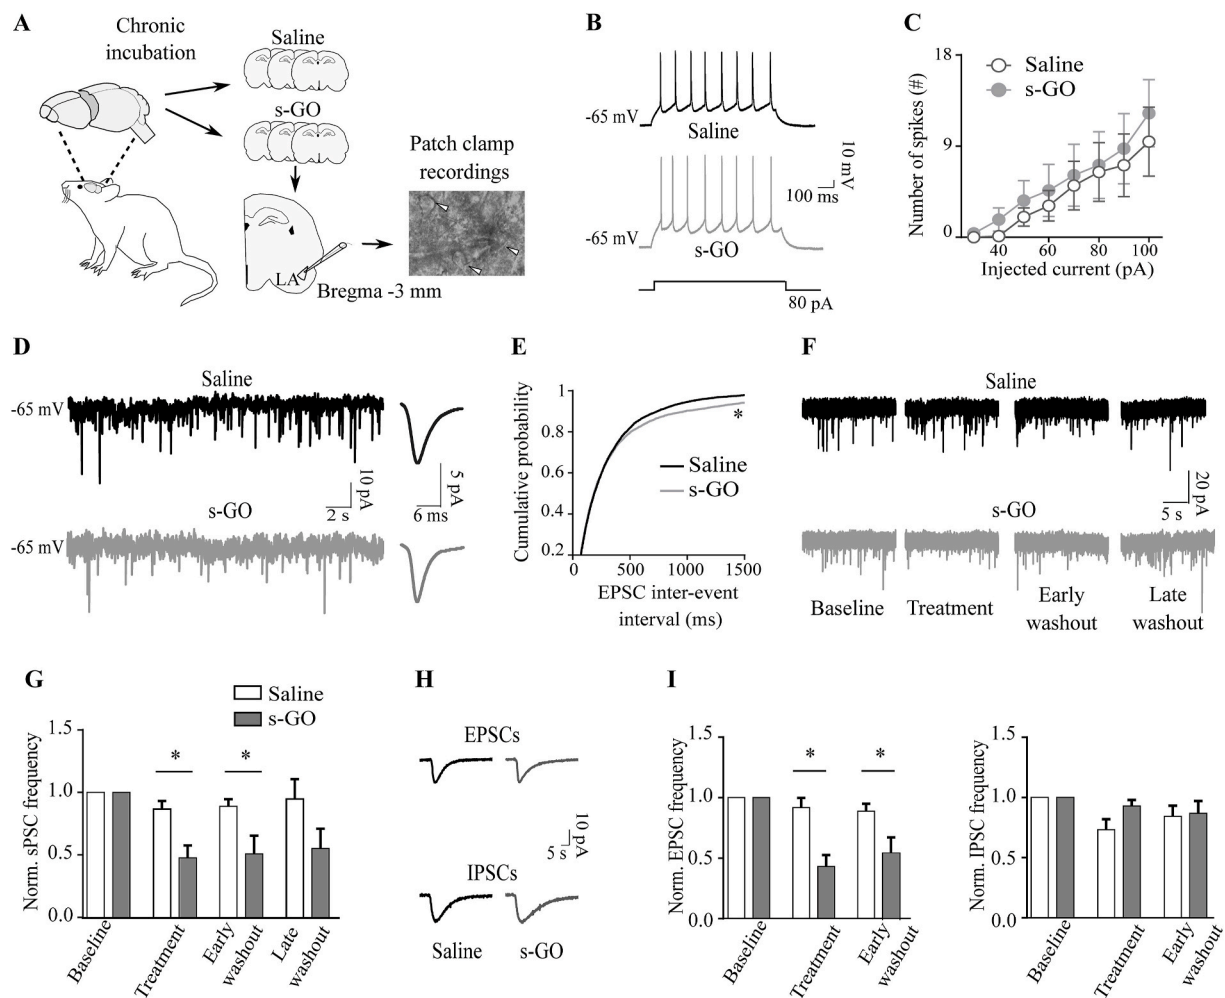 A
Chronic
incubation
Saline
s-GO
Patch clamp
recordings
LA
Bregma -3 mm
B
-65 mV
Saline
10 mV
100 ms
-65 mV
s-GO
80 pA
C
18
9
0
Number of spikes (#)
Saline
s-GO
40
60
80
100
Injected current (pA)
D
Saline
-65 mV
10 pA
2 s
5 pA
6 ms
s-GO
-65 mV
E
Cumulative probability
1
0.8
0.6
0.4
0.2
*
Saline
s-GO
0
500
1000
1500
EPSC inter-event
interval (ms)
F
Saline
20 pA
5 s
s-GO
Baseline
Treatment
Early
washout
Late
washout
G
Saline
s-GO
Norm. sPSC frequency
1.5
1.0
0.5
0.0
*
*
Baseline
Treatment
Early
washout
Late
washout
H
EPSCs
10 pA
5 s
IPSCs
Saline
s-GO
I
Norm. EPSC frequency
1.5
1.0
0.5
0.0
*
*
Baseline
Treatment
Early
washout
Norm. IPSC frequency
1.5
1.0
0.5
0.0
Baseline
Treatment
Early
washout